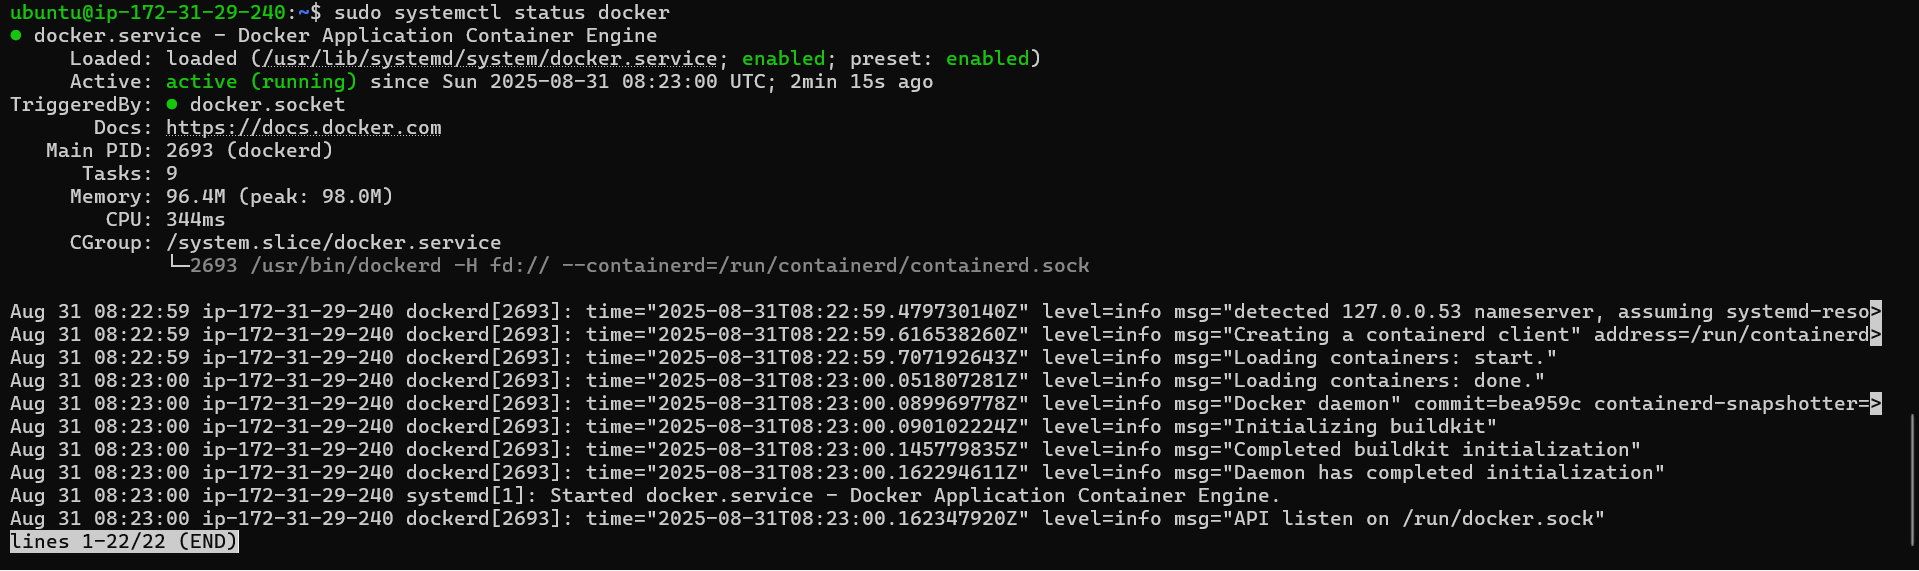 ubuntu@ip-172-31-29-240:~$ sudo systemctl status docker
● docker.service - Docker Application Container Engine
     Loaded: loaded (/usr/lib/systemd/system/docker.service; enabled; preset: enabled)
     Active: active (running) since Sun 2025-08-31 08:23:00 UTC; 2min 15s ago
TriggeredBy: ● docker.socket
       Docs: https://docs.docker.com
   Main PID: 2693 (dockerd)
      Tasks: 9
     Memory: 96.4M (peak: 98.0M)
        CPU: 344ms
     CGroup: /system.slice/docker.service
             └─2693 /usr/bin/dockerd -H fd:// --containerd=/run/containerd/containerd.sock
Aug 31 08:22:59 ip-172-31-29-240 dockerd[2693]: time="2025-08-31T08:22:59.479730140Z" level=info msg="detected 127.0.0.53 nameserver, assuming systemd-reso>
Aug 31 08:22:59 ip-172-31-29-240 dockerd[2693]: time="2025-08-31T08:22:59.616538260Z" level=info msg="Creating a containerd client" address=/run/containerd>
Aug 31 08:22:59 ip-172-31-29-240 dockerd[2693]: time="2025-08-31T08:22:59.707192643Z" level=info msg="Loading containers: start."
Aug 31 08:23:00 ip-172-31-29-240 dockerd[2693]: time="2025-08-31T08:23:00.051807281Z" level=info msg="Loading containers: done."
Aug 31 08:23:00 ip-172-31-29-240 dockerd[2693]: time="2025-08-31T08:23:00.089969778Z" level=info msg="Docker daemon" commit=bea959c containerd-snapshotter=>
Aug 31 08:23:00 ip-172-31-29-240 dockerd[2693]: time="2025-08-31T08:23:00.090102224Z" level=info msg="Initializing buildkit"
Aug 31 08:23:00 ip-172-31-29-240 dockerd[2693]: time="2025-08-31T08:23:00.145779835Z" level=info msg="Completed buildkit initialization"
Aug 31 08:23:00 ip-172-31-29-240 dockerd[2693]: time="2025-08-31T08:23:00.162294611Z" level=info msg="Daemon has completed initialization"
Aug 31 08:23:00 ip-172-31-29-240 systemd[1]: Started docker.service - Docker Application Container Engine.
Aug 31 08:23:00 ip-172-31-29-240 dockerd[2693]: time="2025-08-31T08:23:00.162347920Z" level=info msg="API listen on /run/docker.sock"
lines 1-22/22 (END)